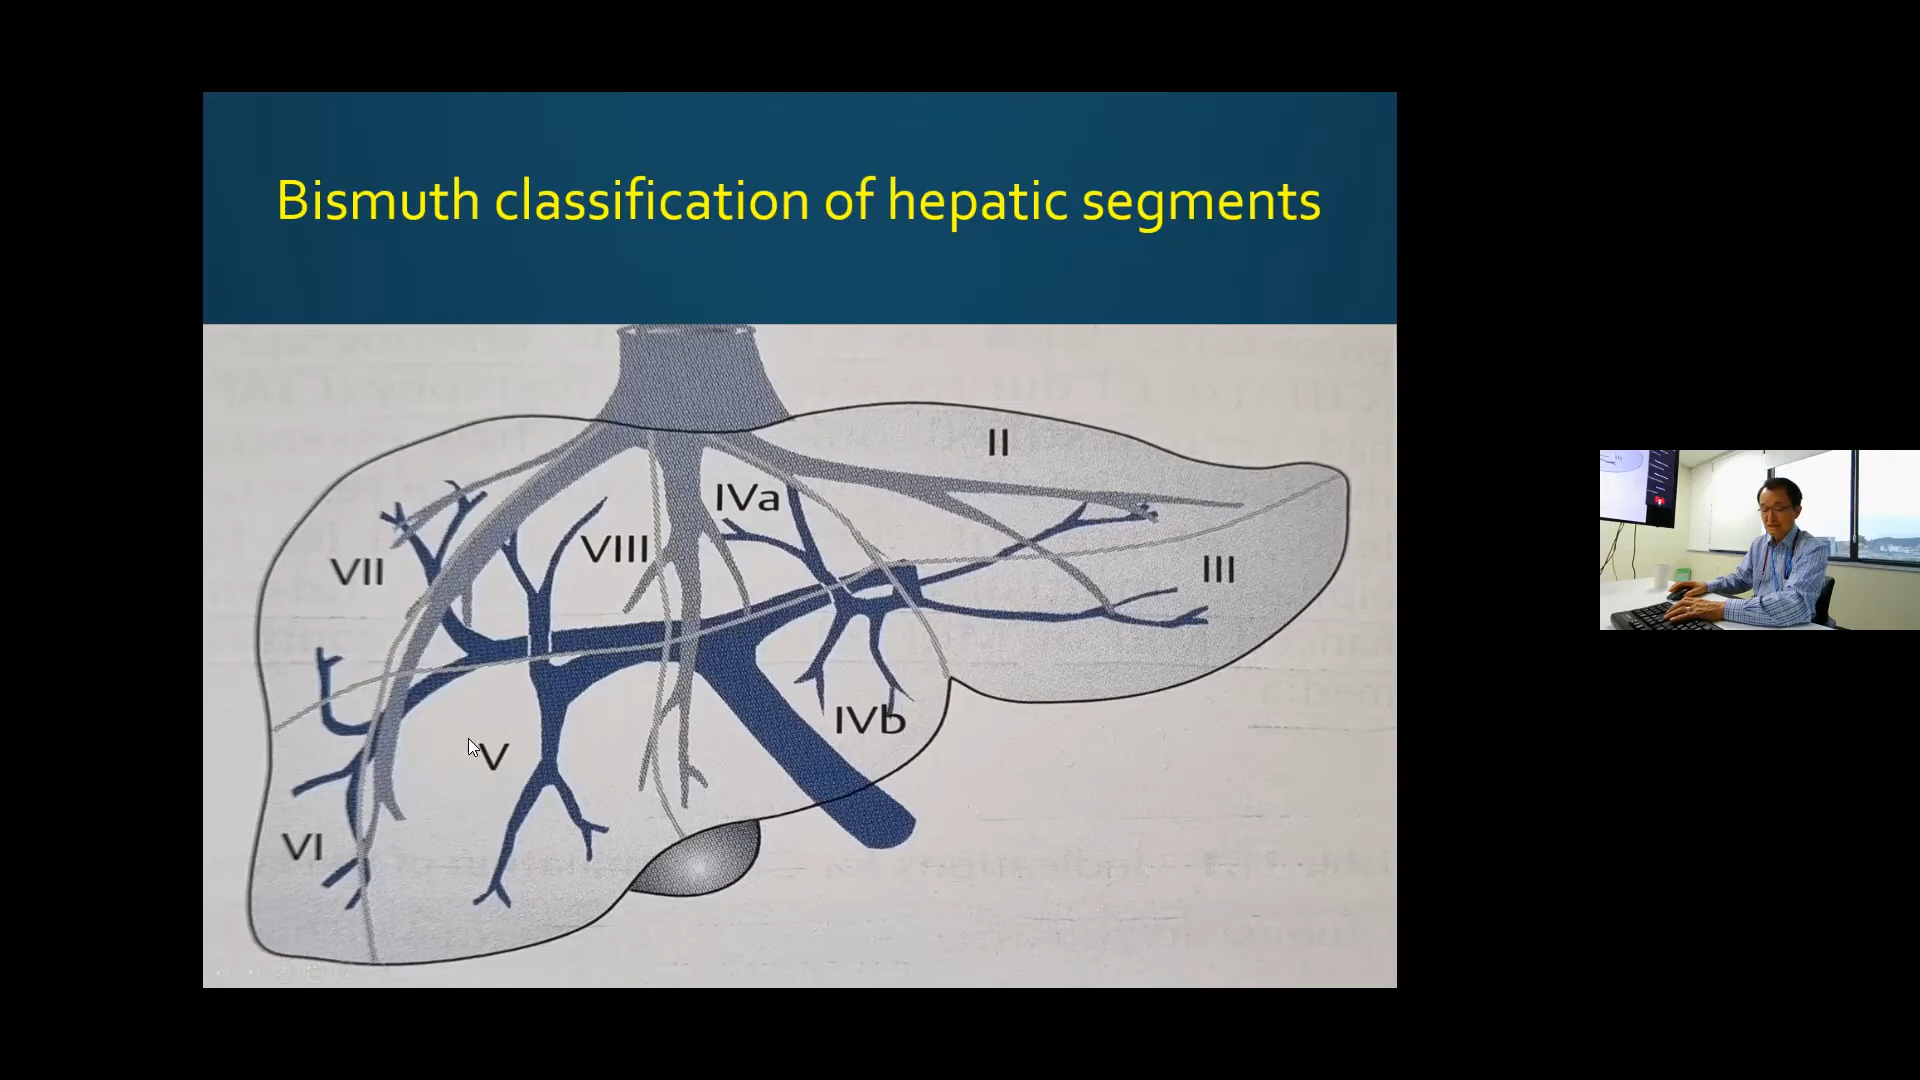 Bismuth classification of hepatic segments
II
IVa
VIII
VII
III
IVb
V
VI